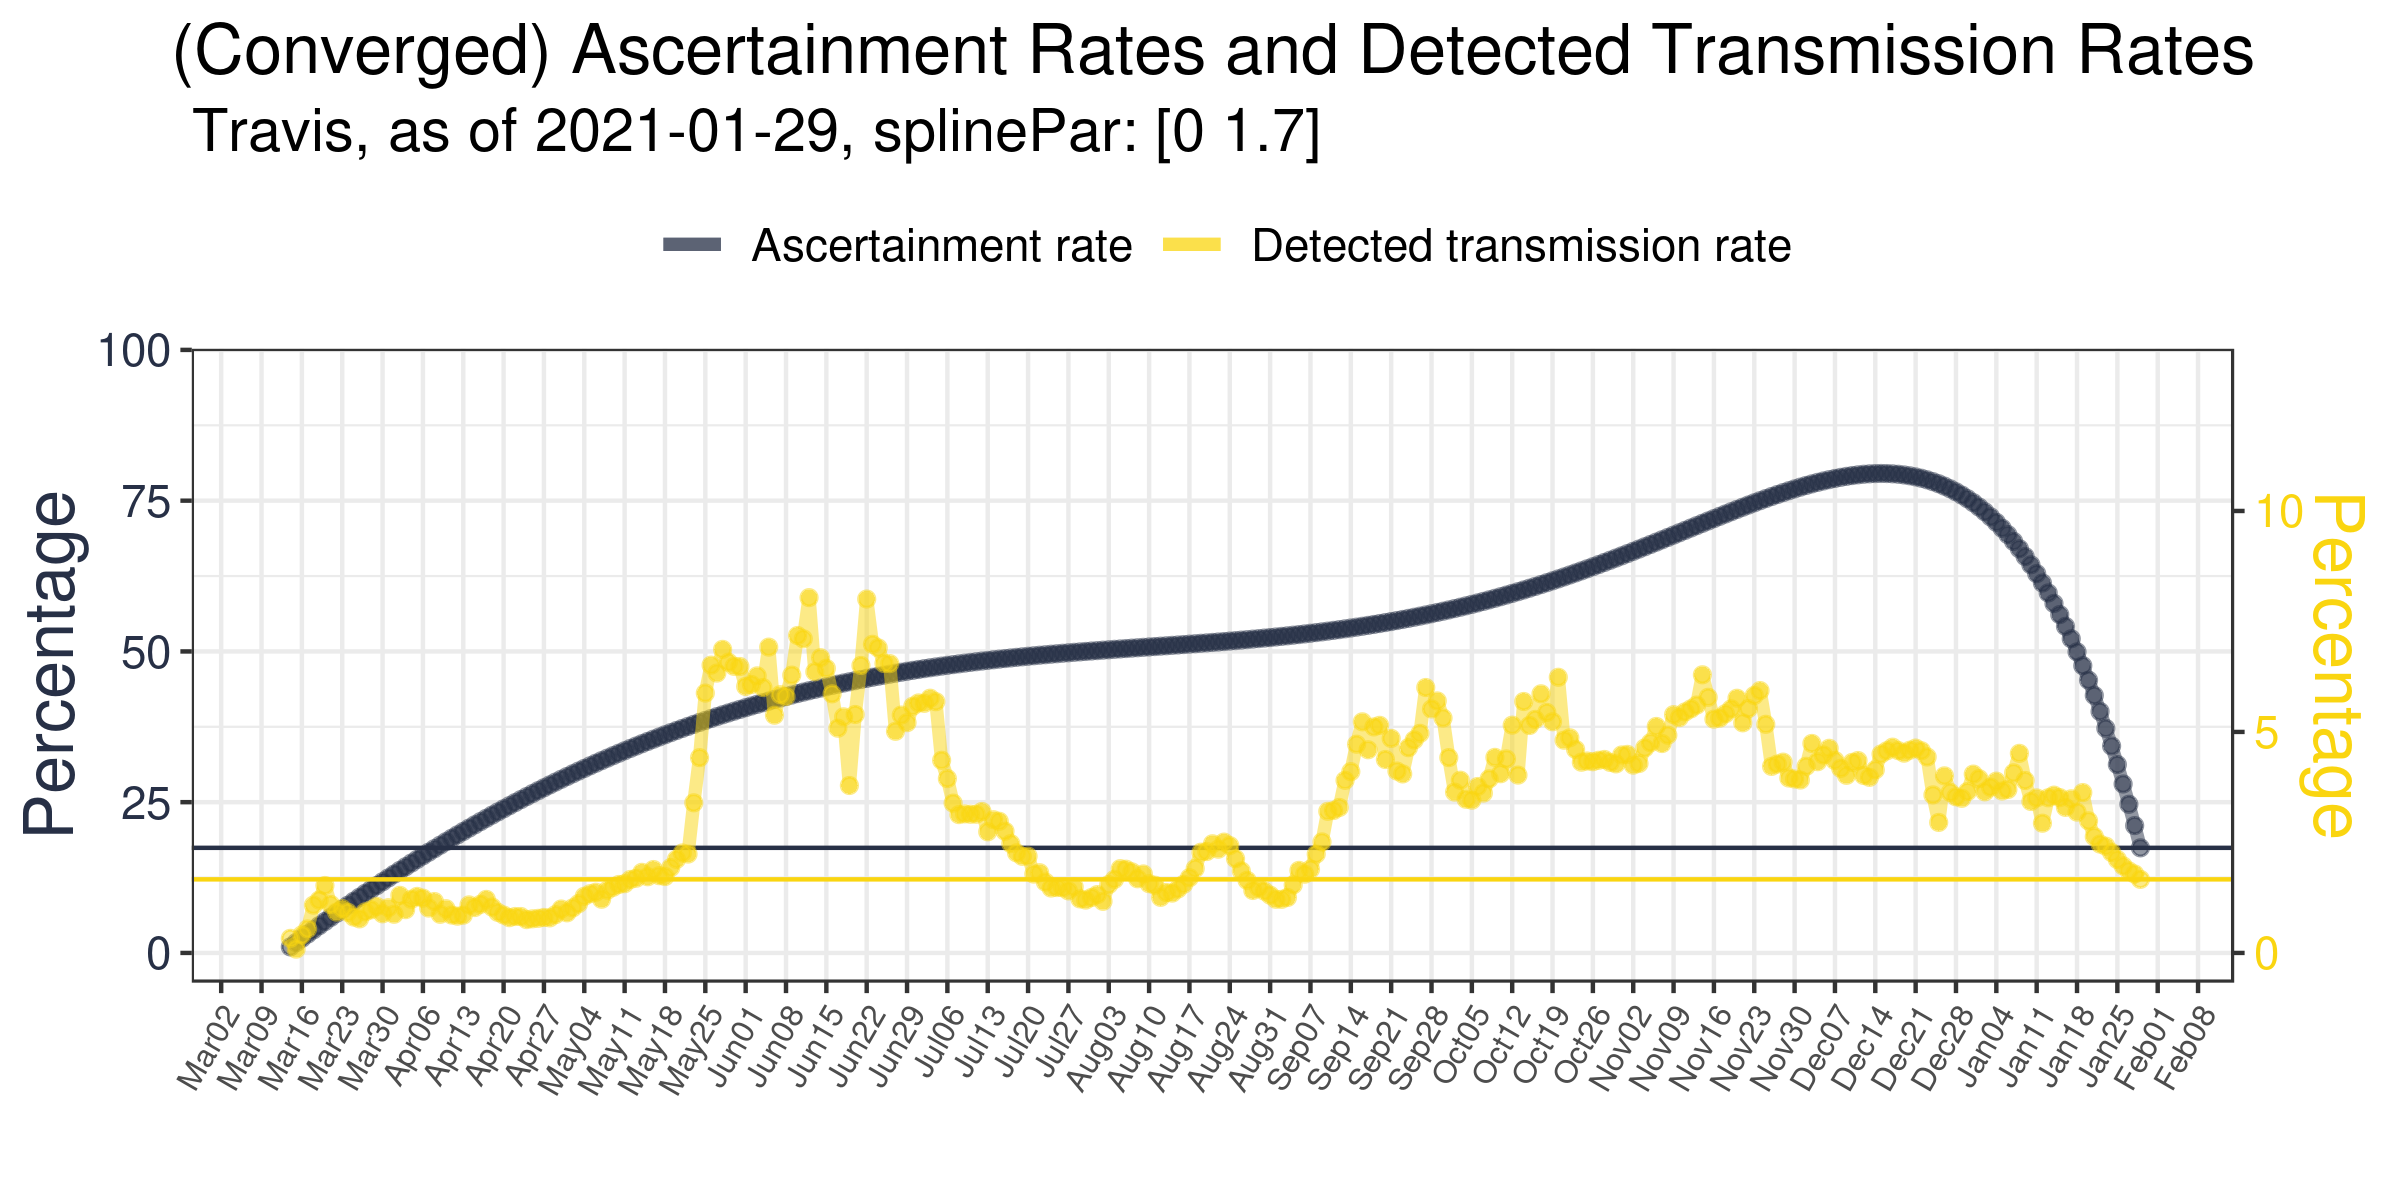 (Converged) Ascertainment Rates and Detected Transmission Rates
Travis, as of 2021-01-29, splinePar: [0 1.7]
Ascertainment rate Detected transmission rate
Percentage
100
75
50
25
0
10
5
0
Percentage
Mar02 Mar09 Mar16 Mar23 Mar30 Apr06 Apr13 Apr20 Apr27 May04 May11 May18 May25 Jun01 Jun08 Jun15 Jun22 Jun29 Jul06 Jul13 Jul20 Jul27 Aug03 Aug10 Aug17 Aug24 Aug31 Sep07 Sep14 Sep21 Sep28 Oct05 Oct12 Oct19 Oct26 Nov02 Nov09 Nov16 Nov23 Nov30 Dec07 Dec14 Dec21 Dec28 Jan04 Jan11 Jan18 Jan25 Feb01 Feb08